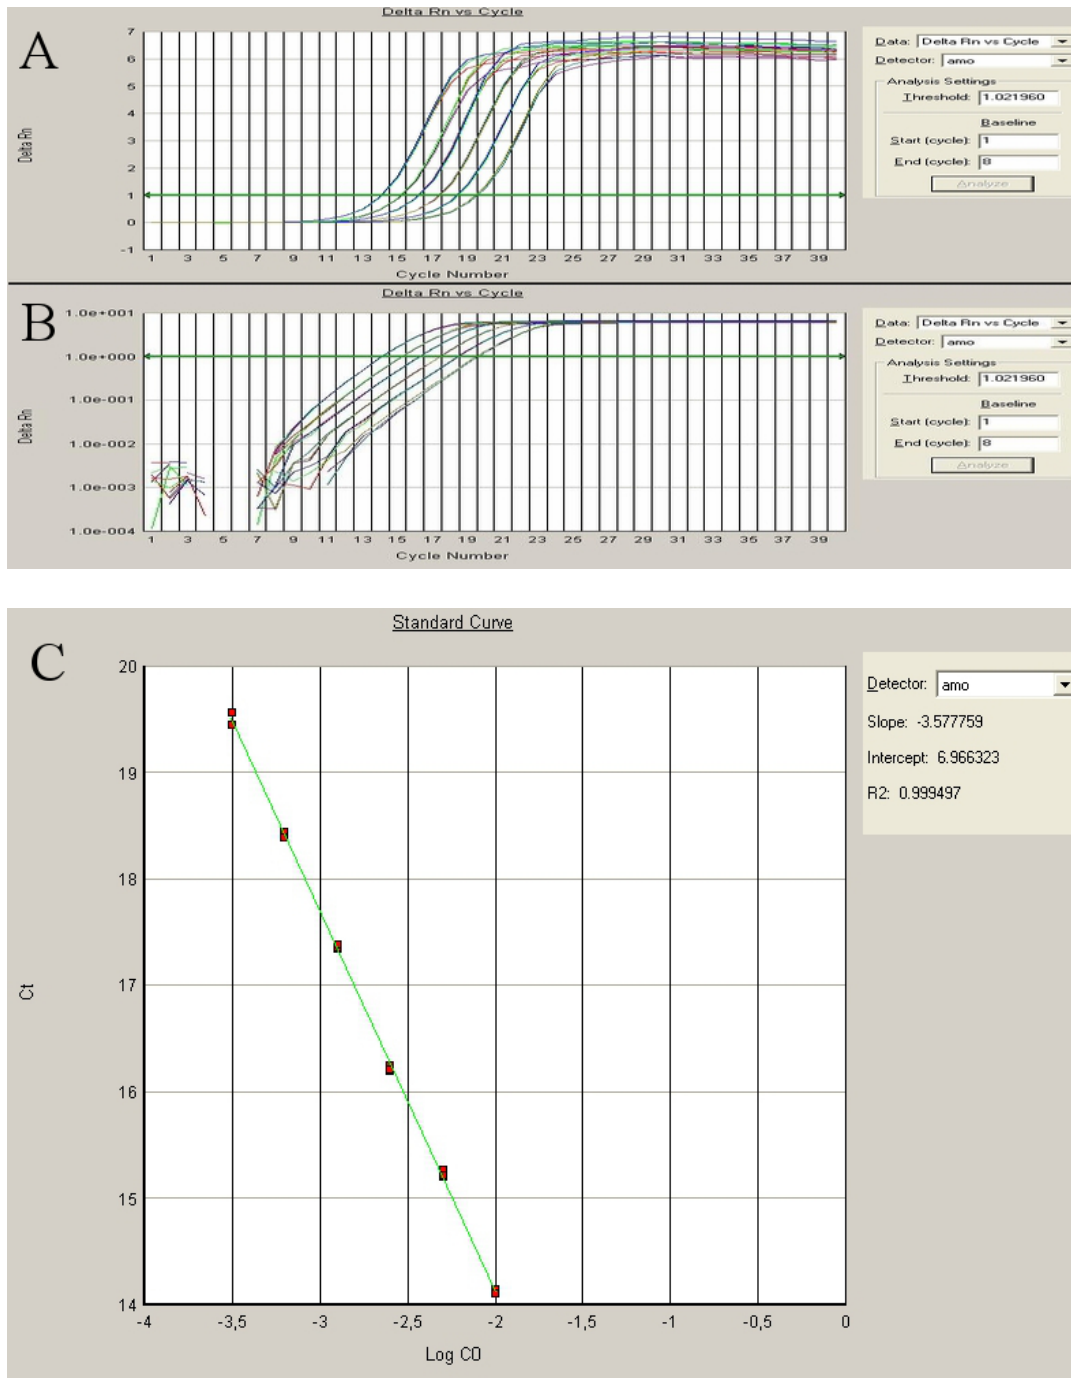 A
Delta Rn vs Cycle
7
6
5
4
3
2
1
0
-1
Delta Rn
1 3 5 7 9 11 13 15 17 19 21 23 25 27 29 31 33 35 37 39
Cycle Number
Data: Delta Rn vs Cycle
Detector: amo
Analysis Settings
Threshold: 1.021960
Baseline
Start (cycle): 1
End (cycle): 8
Analyze
B
Delta Rn vs Cycle
1.0e+001
1.0e+000
1.0e-001
1.0e-002
1.0e-003
1.0e-004
Delta Rn
1 3 5 7 9 11 13 15 17 19 21 23 25 27 29 31 33 35 37 39
Cycle Number
Data: Delta Rn vs Cycle
Detector: amo
Analysis Settings
Threshold: 1.021960
Baseline
Start (cycle): 1
End (cycle): 8
Analyze
C
Standard Curve
20
19
18
17
16
15
14
Ct
-4 -3,5 -3 -2,5 -2 -1,5 -1 -0,5 0
Log C0
Detector: amo
Slope: -3.577759
Intercept: 6.966323
R2: 0.999497